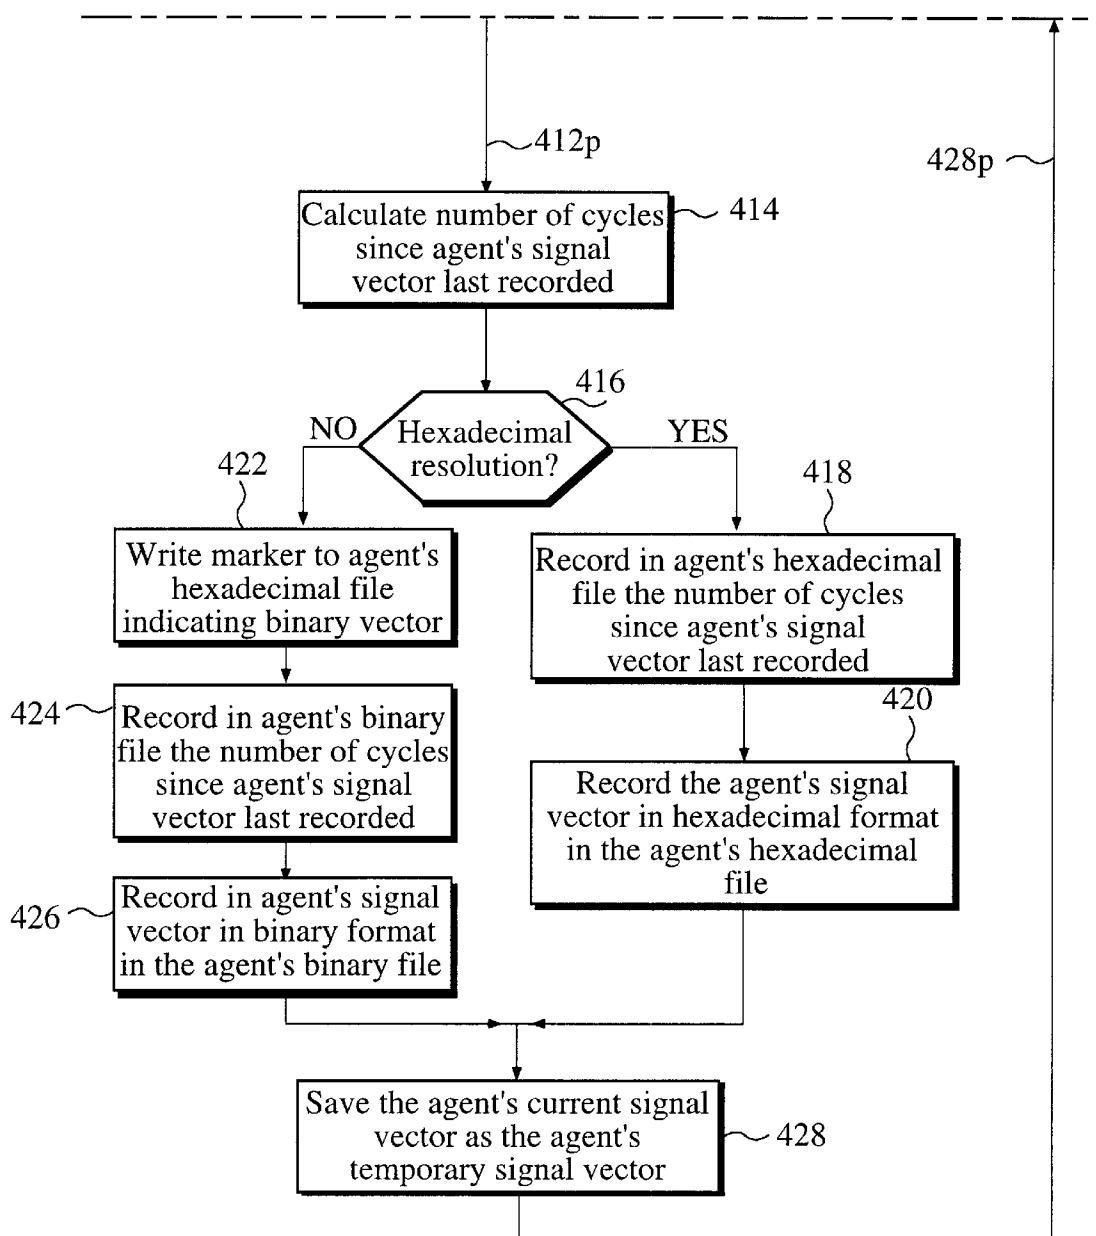 412p
428p
Calculate number of cycles
since agent's signal
vector last recorded
414
416
Hexadecimal
resolution?
NO
YES
422
Write marker to agent's
hexadecimal file
indicating binary vector
418
Record in agent's hexadecimal
file the number of cycles
since agent's signal
vector last recorded
424
Record in agent's binary
file the number of cycles
since agent's signal
vector last recorded
420
Record the agent's signal
vector in hexadecimal format
in the agent's hexadecimal
file
426
Record in agent's signal
vector in binary format
in the agent's binary file
Save the agent's current signal
vector as the agent's
temporary signal vector
428